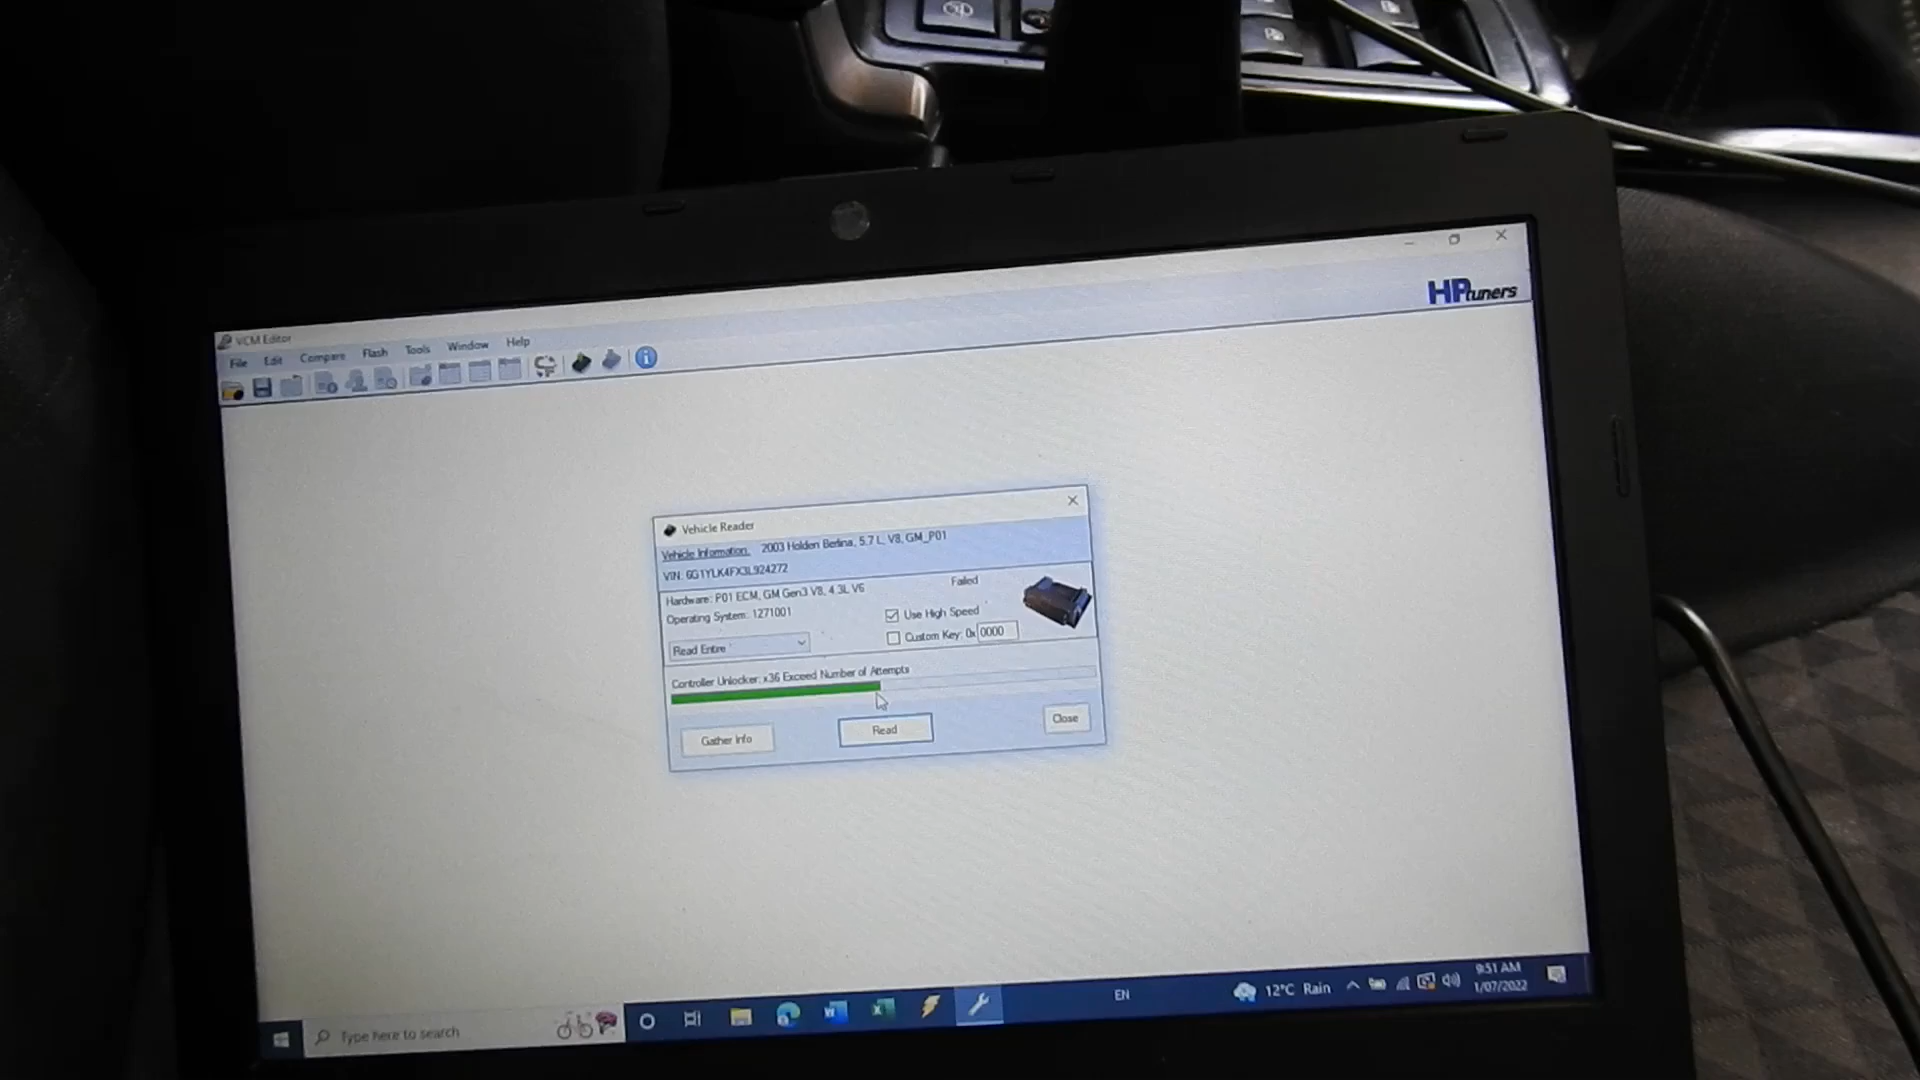 HPtuners
VCM Editor
File Edit Compare Flash Tools Window Help
Vehicle Reader
Vehicle Information. 2003 Holden Berlina, 5.7 L, V8, GM_P01
VIN: 6G1YLK4FX3L924272
Hardware: P01 ECM, GM Gen3 V8, 4.3L V6
Failed
Operating System: 1271001
Use High Speed
Read Entire
Custom Key: 0x 0000
Controller Unlocker: x36 Exceed Number of Attempts
Gather Info
Read
Close
Type here to search
EN
12°C Rain
9:51 AM
1/07/2022